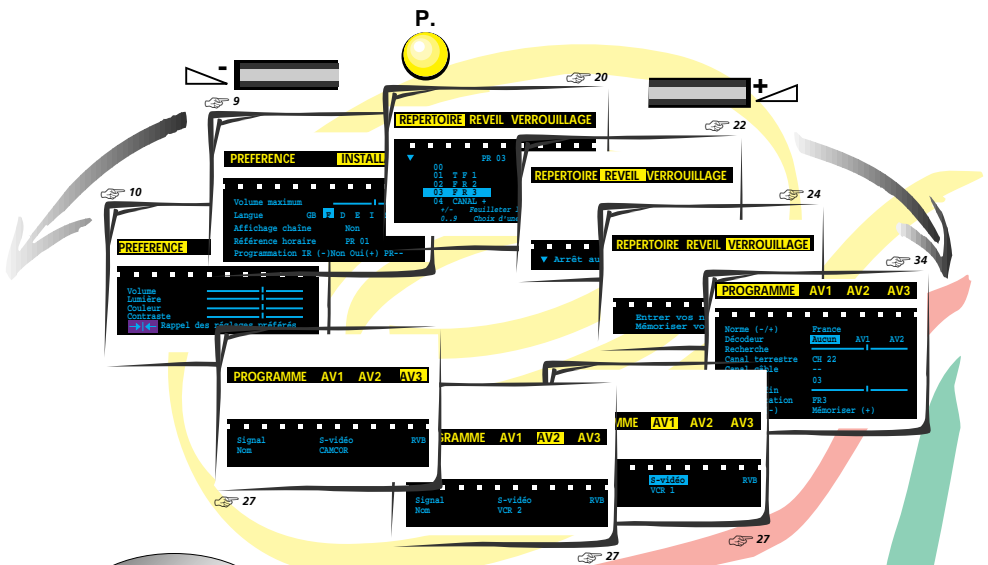 P.
-
+
☞ 20
REPERTOIRE REVEIL VERROUILLAGE
▼ PR 03
00
01 T F 1
02 F R 2
03 F R 3
04 CANAL +
+/- Feuilleter
0..9 Choix d'une
☞ 9
PREFERENCE INSTALL
Volume maximum
Langue GB F D E I
Affichage chaîne Non
Référence horaire PR 01
Programmation IR (-)Non Oui(+) PR--
☞ 22
REPERTOIRE REVEIL VERROUILLAGE
▼ Arrêt au
☞ 10
PREFERENCE
Volume
Lumière
Couleur
Contraste
Rappel des réglages préférés
☞ 24
REPERTOIRE REVEIL VERROUILLAGE
Entrer vos n
Mémoriser vo
☞ 34
PROGRAMME AV1 AV2 AV3
Norme (-/+) France
Décodeur Aucun AV1 AV2
Recherche
Canal terrestre CH 22
Canal câble --
03
fin
ation FR3
-) Mémoriser (+)
PROGRAMME AV1 AV2 AV3
Signal S-vidéo RVB
Nom CAMCOR
☞ 27
GRAMME AV1 AV2 AV3
Signal S-vidéo RVB
Nom VCR 2
☞ 27
MME AV1 AV2 AV3
S-vidéo RVB
VCR 1
☞ 27